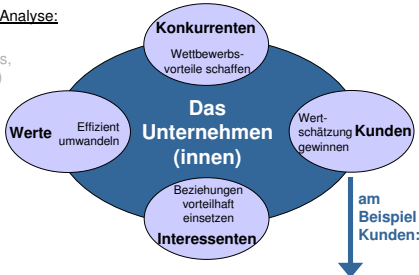 Analyse:
s,
)
Konkurrenten
Wettbewerbs-
vorteile schaffen
Das
Unternehmen
(innen)
Werte
Effizient
umwandeln
Wert-
schätzung
gewinnen
Kunden
Beziehungen
vorteilhaft
einsetzen
Interessenten
am
Beispiel
Kunden: